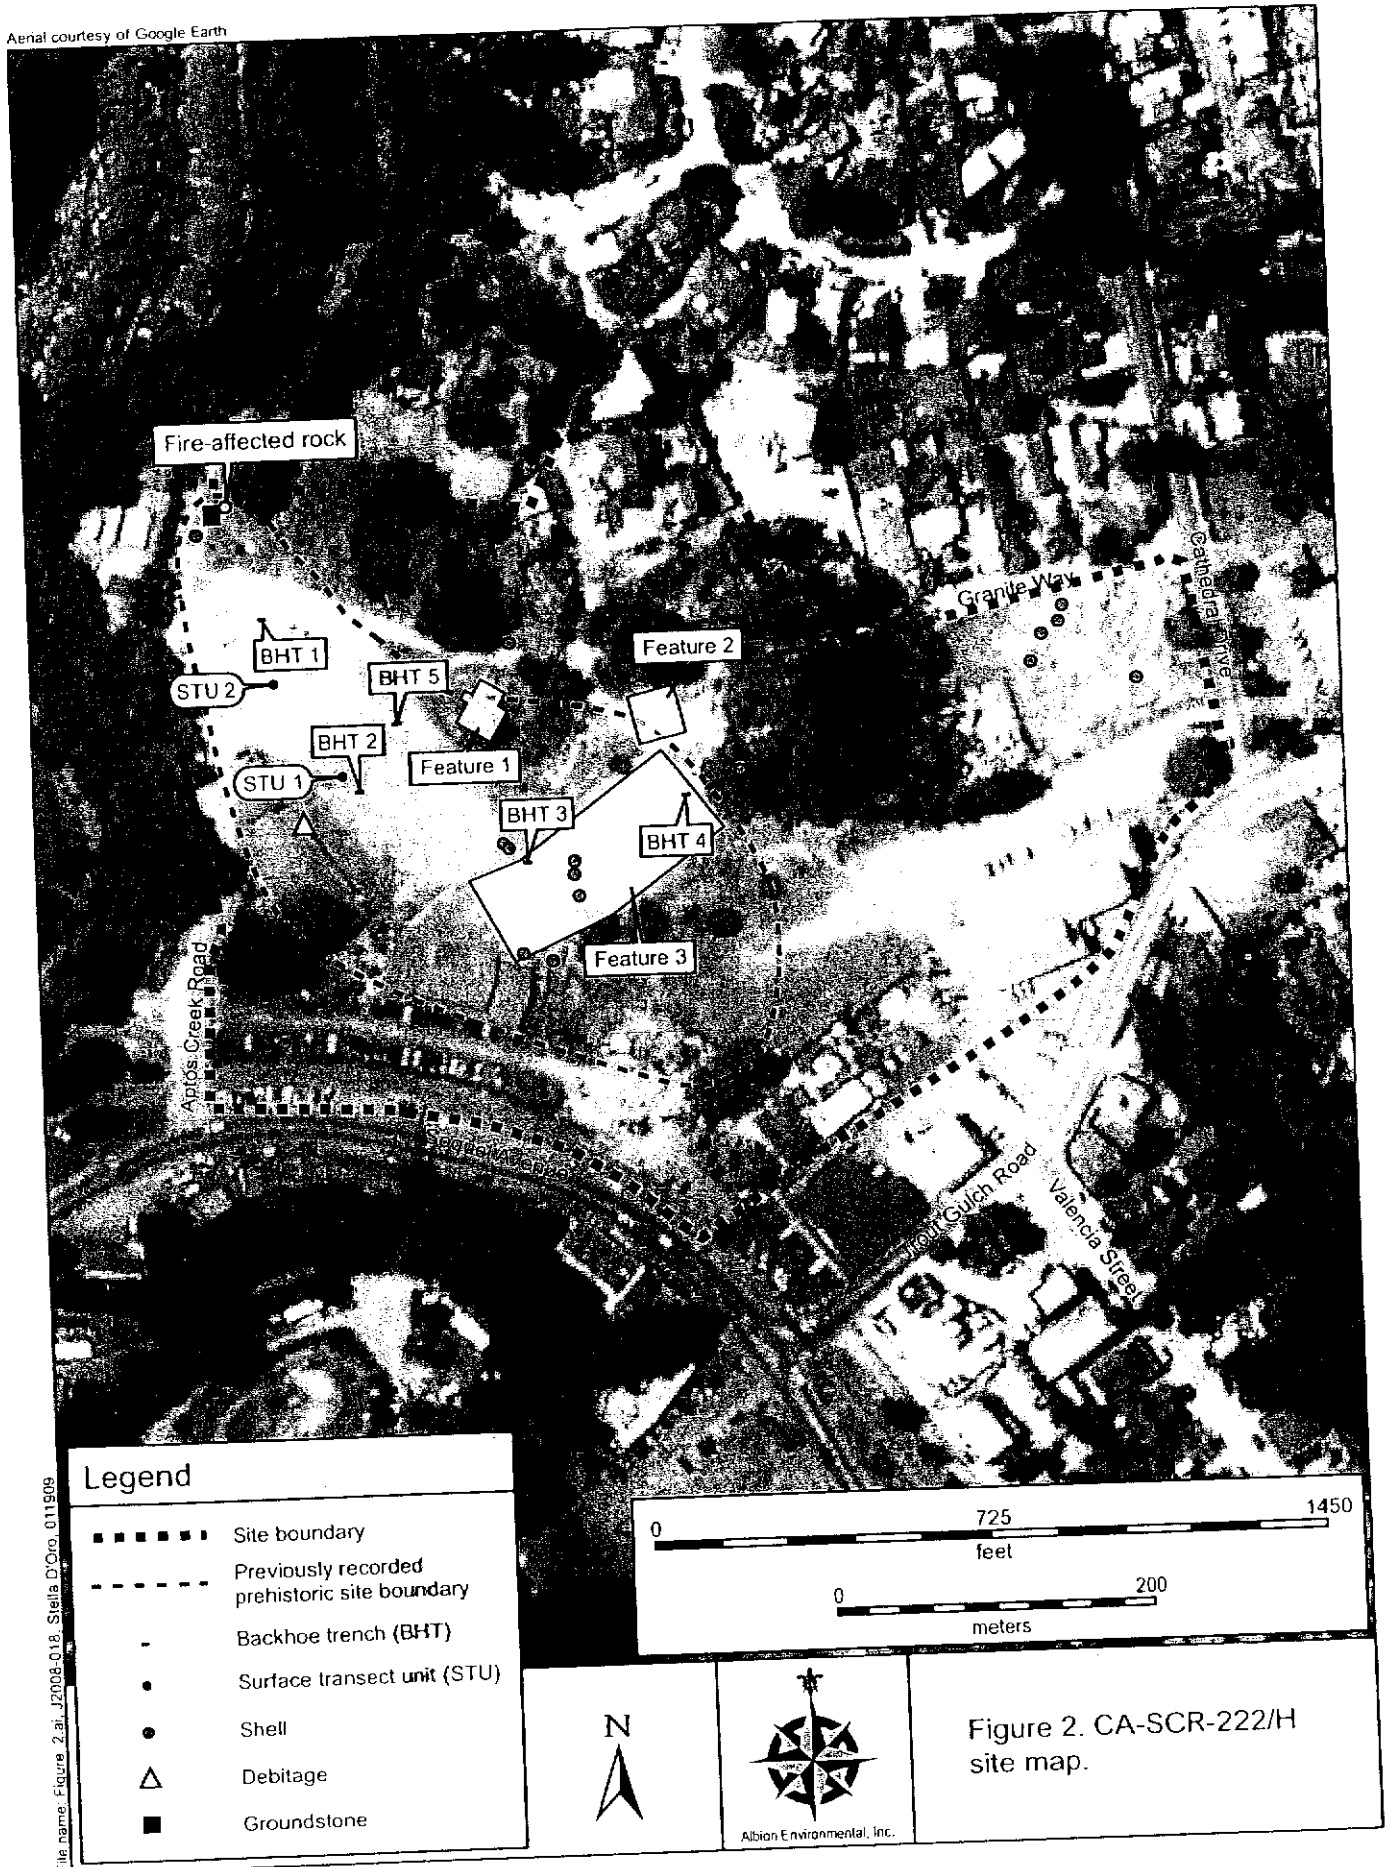 Aerial courtesy of Google Earth
Fire-affected rock
Granite Way
Cathedral Drive
BHT 1
Feature 2
STU 2
BHT 5
BHT 2
Feature 1
STU 1
BHT 3
BHT 4
Feature 3
Aptos Creek Road
Soquel Avenue
Trout Gulch Road
Valencia Street
Legend
Site boundary
Previously recorded
prehistoric site boundary
Backhoe trench (BHT)
Surface transect unit (STU)
Shell
Debitage
Groundstone
0 725 1450
feet
0 200
meters
N
Albion Environmental, Inc.
Figure 2. CA-SCR-222/H
site map.
File name: Figure_2.ai, J2008-018, Stella D'Oro, 011909